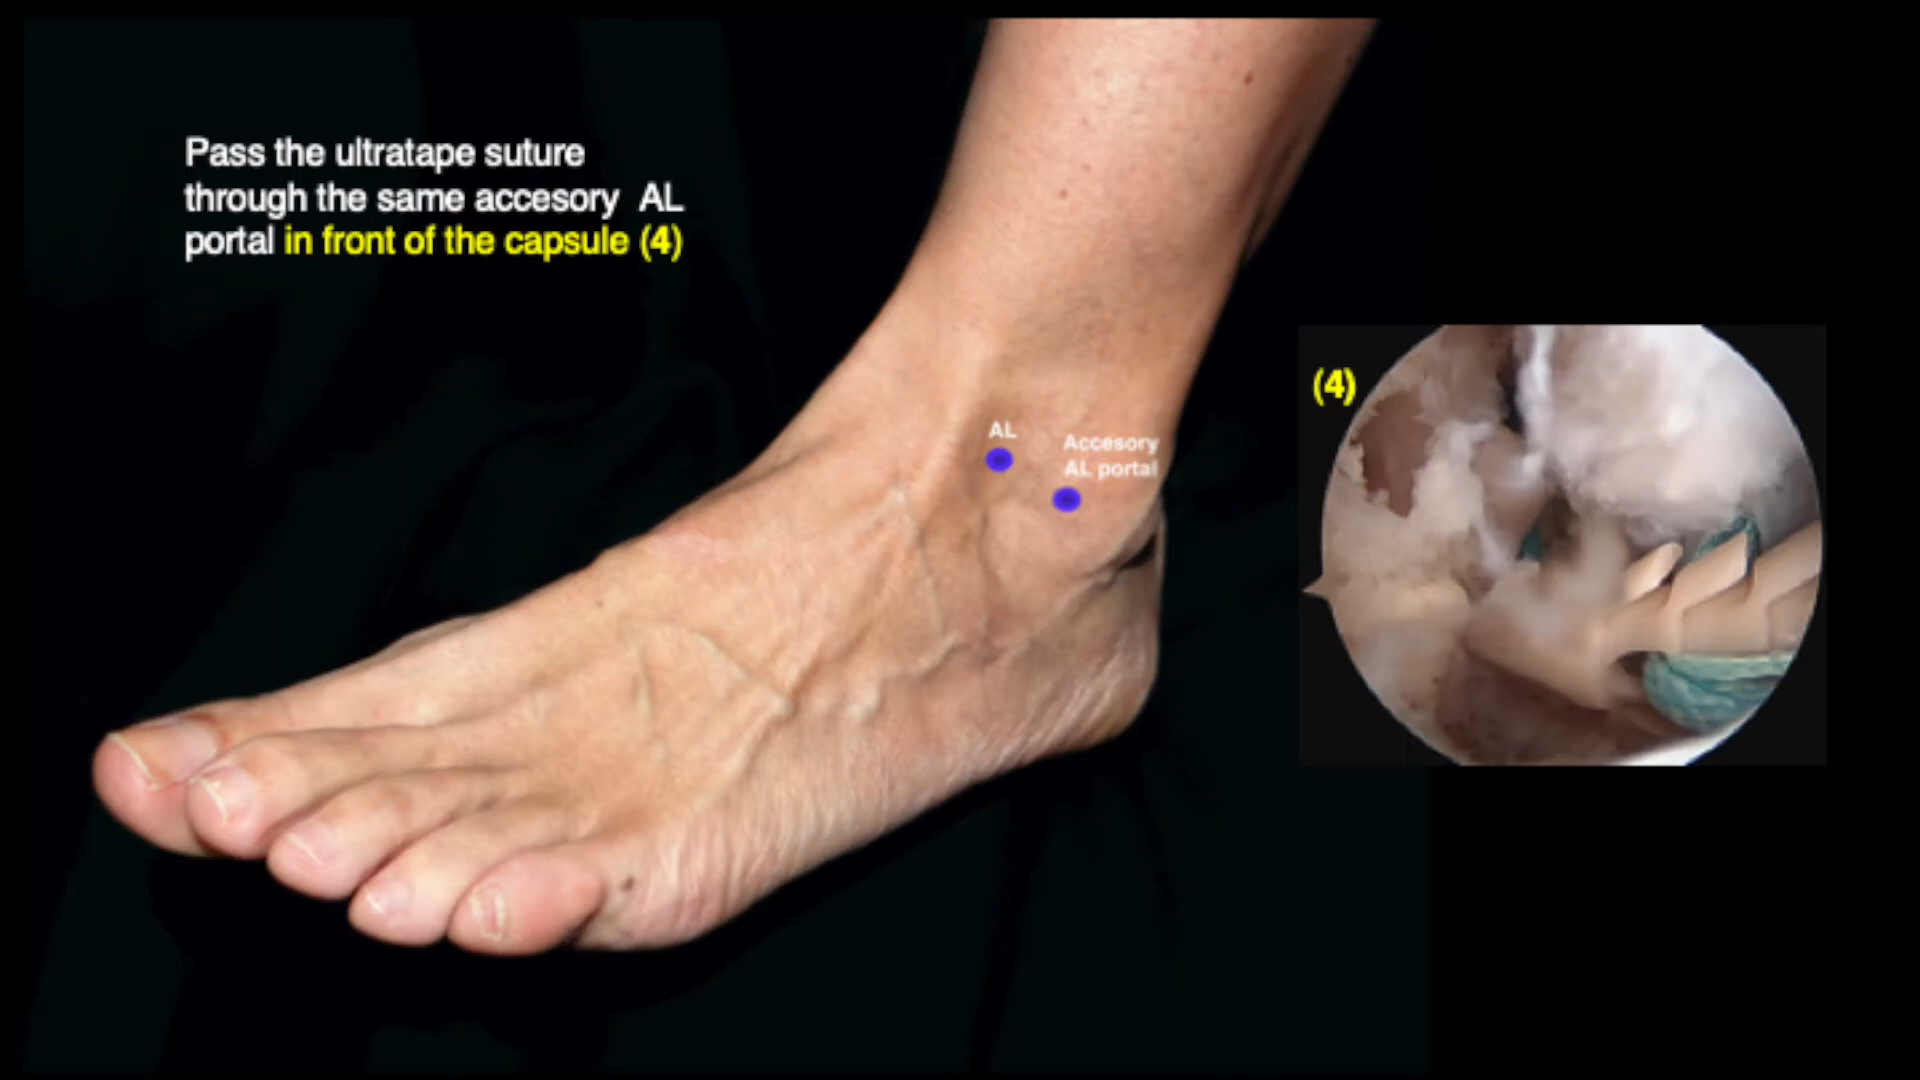 Pass the ultratape suture
through the same accesory AL
portal in front of the capsule (4)
AL
Accesory
AL portal
(4)